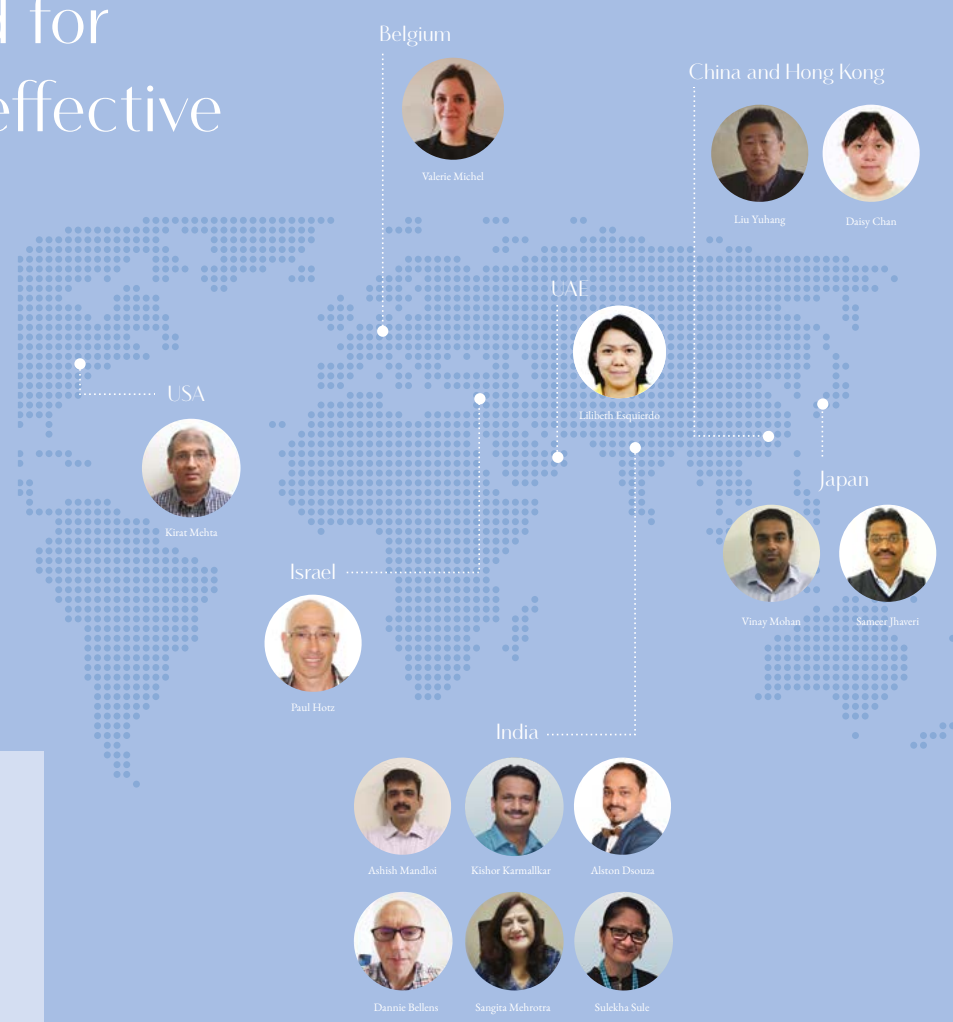 d for
effective
Belgium
Valerie Michel
China and Hong Kong
Liu Yuhang
Daisy Chan
UAE
Lilibeth Esquierdo
USA
Kirat Mehta
Japan
Vinay Mohan
Sameer Jhaveri
Israel
Paul Hotz
India
Ashish Mandloi
Kishor Karmallkar
Alston Dsouza
Dannie Bellens
Sangita Mehrotra
Sulekha Sule